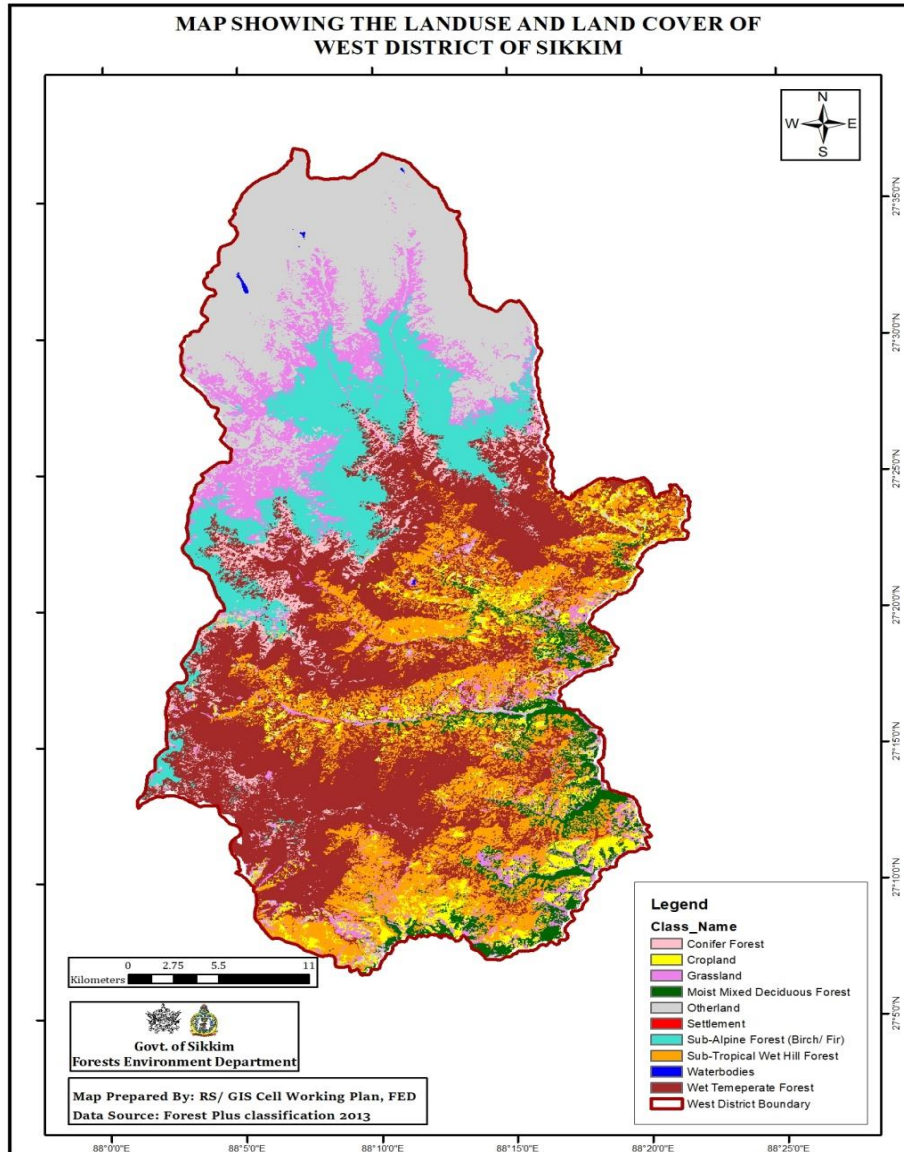 MAP SHOWING THE LANDUSE AND LAND COVER OF
WEST DISTRICT OF SIKKIM
N
W E
S
27°35'0"N
27°30'0"N
27°25'0"N
27°20'0"N
27°15'0"N
27°10'0"N
27°5'0"N
Legend
Class_Name
Conifer Forest
Cropland
Grassland
Moist Mixed Deciduous Forest
Otherland
Settlement
Sub-Alpine Forest (Birch/ Fir)
Sub-Tropical Wet Hill Forest
Waterbodies
Wet Temeperate Forest
West District Boundary
0 2.75 5.5 11
Kilometers
Govt. of Sikkim
Forests Environment Department
Map Prepared By: RS/ GIS Cell Working Plan, FED
Data Source: Forest Plus classification 2013
88°0'0"E 88°5'0"E 88°10'0"E 88°15'0"E 88°20'0"E 88°25'0"E